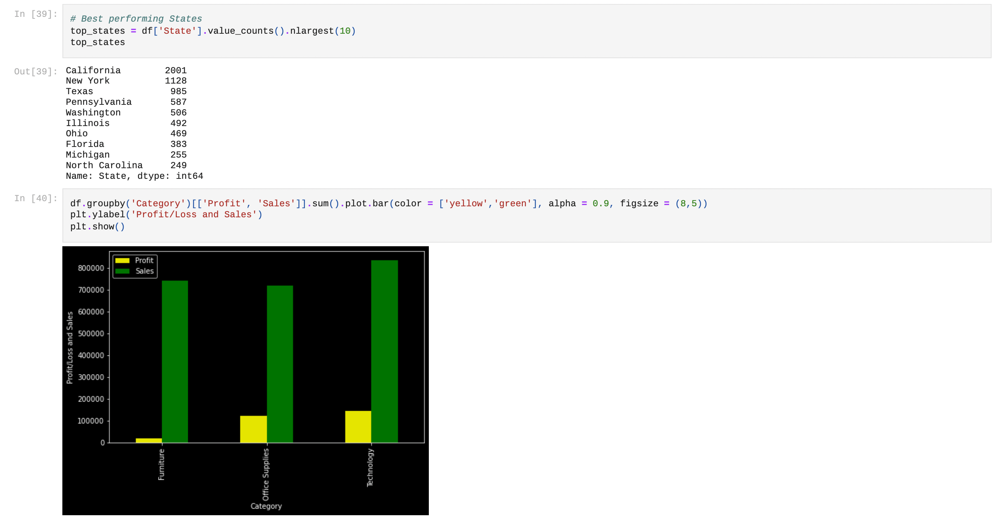 In [39]:
# Best performing States
top_states = df['State'].value_counts().nlargest(10)
top_states
Out[39]:
California        2001
New York          1128
Texas              985
Pennsylvania       587
Washington         506
Illinois           492
Ohio               469
Florida            383
Michigan           255
North Carolina     249
Name: State, dtype: int64
In [40]:
df.groupby('Category')[['Profit', 'Sales']].sum().plot.bar(color = ['yellow','green'], alpha = 0.9, figsize = (8,5))
plt.ylabel('Profit/Loss and Sales')
plt.show()
Profit
Sales
800000
700000
600000
500000
400000
300000
200000
100000
0
Profit/Loss and Sales
Furniture
Office Supplies
Technology
Category